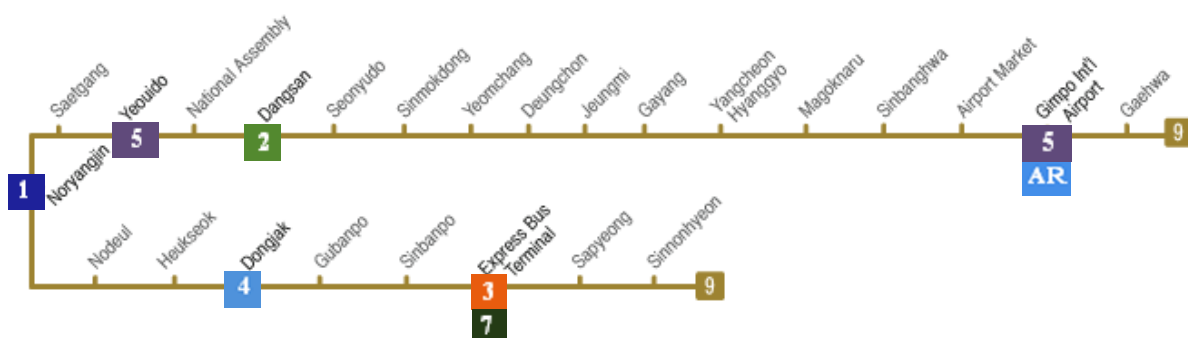 Saetgang
Yeouido
National Assembly
Dangsan
Seonyudo
Sinmokdong
Yeomchang
Deungchon
Jeungmi
Gayang
Yangcheon
Hyanggyo
Magoknaru
Sinbanghwa
Airport Market
Gimpo Int'l
Airport
Gaehwa
5
2
5
9
AR
1
Noryangjin
Nodeul
Heukseok
Dongjak
Gubanpo
Sinbanpo
Express Bus
Terminal
Sapyeong
Sinnonhyeon
4
3
9
7